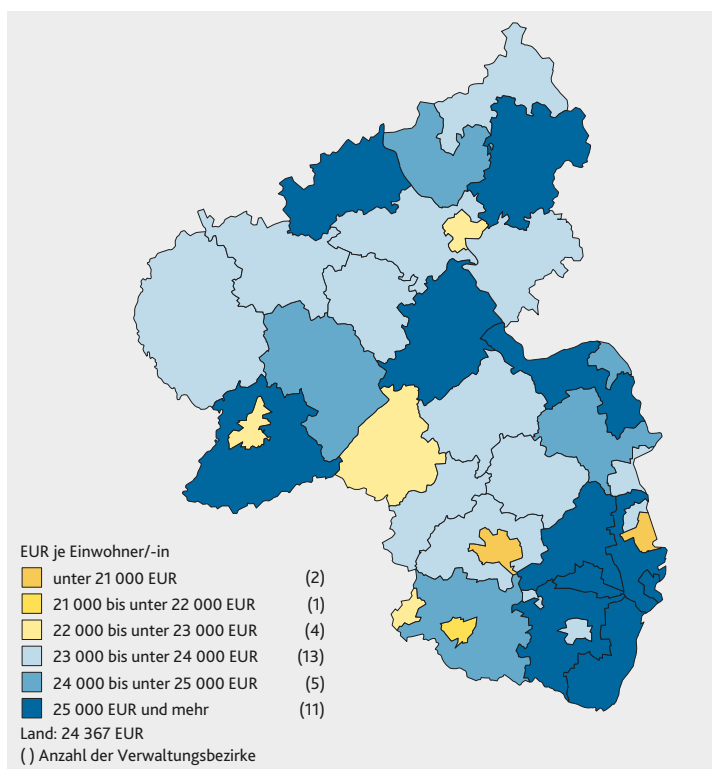 EUR je Einwohner/-in
unter 21 000 EUR (2)
21 000 bis unter 22 000 EUR (1)
22 000 bis unter 23 000 EUR (4)
23 000 bis unter 24 000 EUR (13)
24 000 bis unter 25 000 EUR (5)
25 000 EUR und mehr (11)
Land: 24 367 EUR
( ) Anzahl der Verwaltungsbezirke